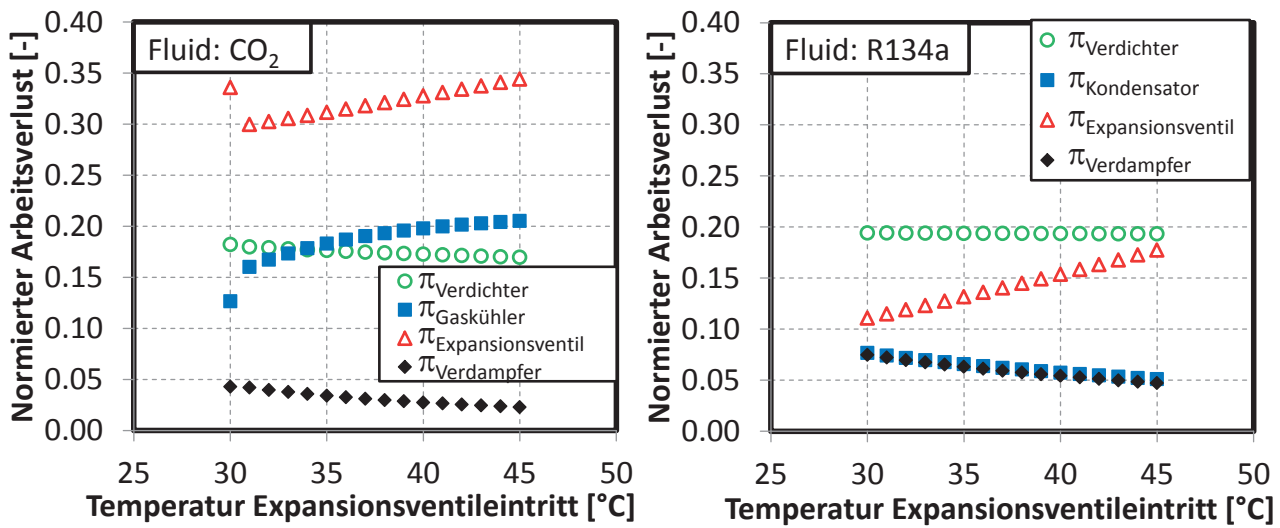 Normierter Arbeitsverlust [-]
0.40
0.35
0.30
0.25
0.20
0.15
0.10
0.05
0.00
Fluid: CO₂
πVerdichter
πGaskühler
πExpansionsventil
πVerdampfer
25 30 35 40 45 50
Temperatur Expansionsventileintritt [°C]
Normierter Arbeitsverlust [-]
0.40
0.35
0.30
0.25
0.20
0.15
0.10
0.05
0.00
Fluid: R134a
πVerdichter
πKondensator
πExpansionsventil
πVerdampfer
25 30 35 40 45 50
Temperatur Expansionsventileintritt [°C]